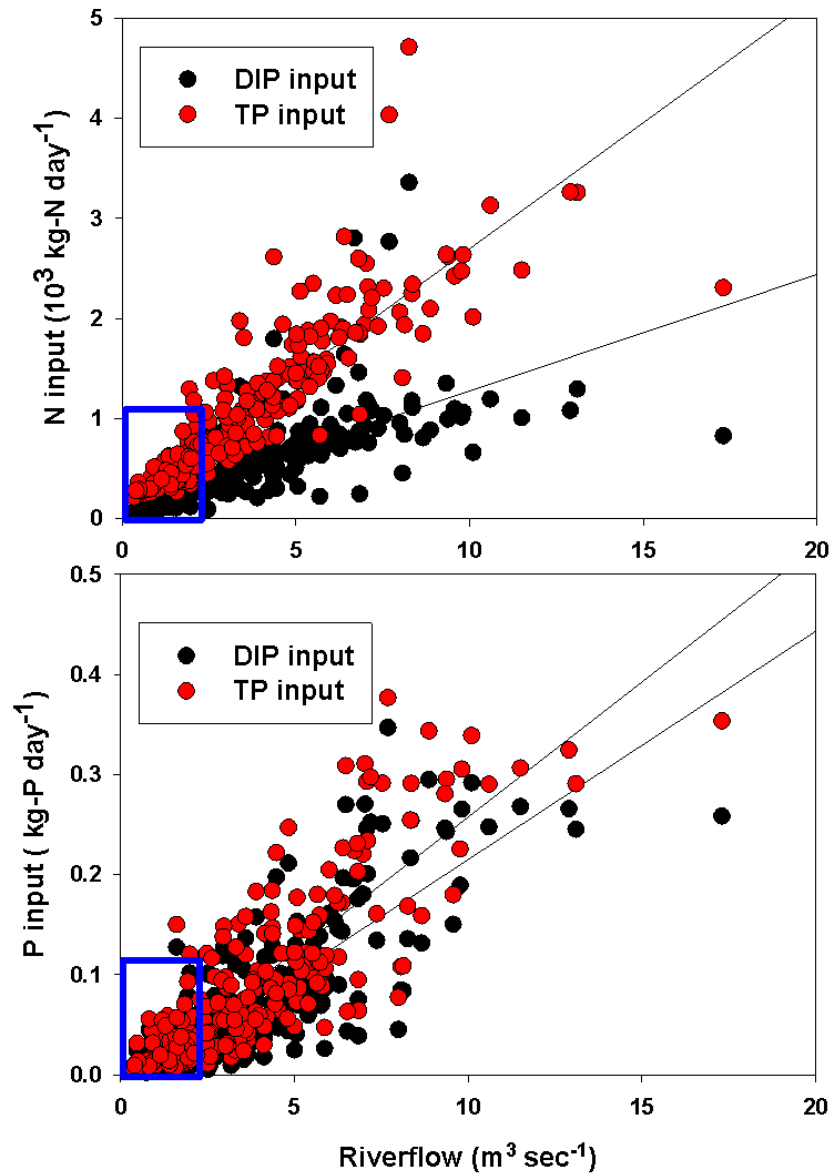 5
DIP input
TP input
4
3
2
1
0
N input (10³ kg-N day⁻¹)
0 5 10 15 20
0.5
DIP input
TP input
0.4
0.3
0.2
0.1
0.0
P input ( kg-P day⁻¹)
0 5 10 15 20
Riverflow (m³ sec⁻¹)